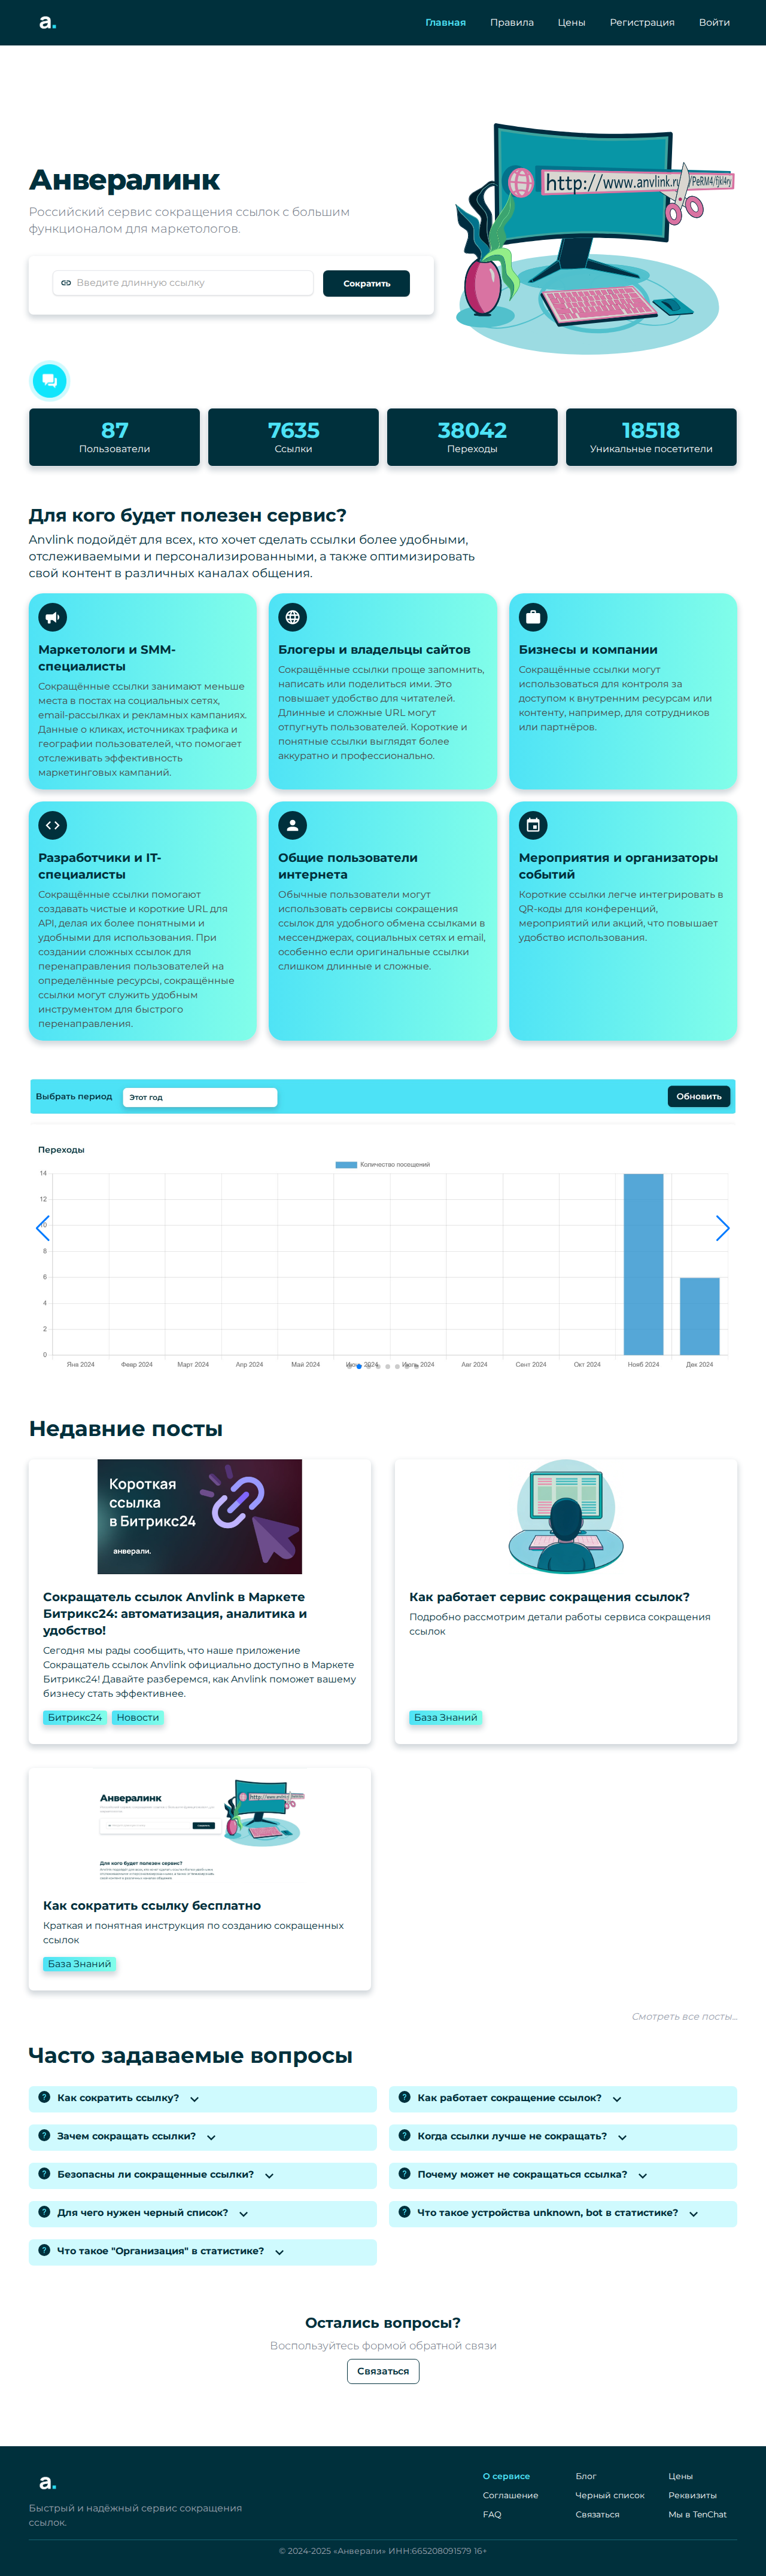 a.
Главная
Правила
Цены
Регистрация
Войти
Анвералинк
Российский сервис сокращения ссылок с большим
функционалом для маркетологов.
Введите длинную ссылку
Сократить
http://www.anvlink.ru/PeRM4/
87
Пользователи
7635
Ссылки
38042
Переходы
18518
Уникальные посетители
Для кого будет полезен сервис?
Anvlink подойдёт для всех, кто хочет сделать ссылки более удобными,
отслеживаемыми и персонализированными, а также оптимизировать
свой контент в различных каналах общения.
Маркетологи и SMM-
специалисты
Сокращённые ссылки занимают меньше
места в постах на социальных сетях,
email-рассылках и рекламных кампаниях.
Данные о кликах, источниках трафика и
географии пользователей, что помогает
отслеживать эффективность
маркетинговых кампаний.
Блогеры и владельцы сайтов
Сокращённые ссылки проще запомнить,
написать или поделиться ими. Это
повышает удобство для читателей.
Длинные и сложные URL могут
отпугнуть пользователей. Короткие и
понятные ссылки выглядят более
аккуратно и профессионально.
Бизнесы и компании
Сокращённые ссылки могут
использоваться для контроля за
доступом к внутренним ресурсам или
контенту, например, для сотрудников
или партнёров.
Разработчики и IT-
специалисты
Сокращённые ссылки помогают
создавать чистые и короткие URL для
API, делая их более понятными и
удобными для использования. При
создании сложных ссылок для
перенаправления пользователей на
определённые ресурсы, сокращённые
ссылки могут служить удобным
инструментом для быстрого
перенаправления.
Общие пользователи
интернета
Обычные пользователи могут
использовать сервисы сокращения
ссылок для удобного обмена ссылками в
мессенджерах, социальных сетях и email,
особенно если оригинальные ссылки
слишком длинные и сложные.
Мероприятия и организаторы
событий
Короткие ссылки легче интегрировать в
QR-коды для конференций,
мероприятий или акций, что повышает
удобство использования.
Выбрать период
Этот год
Обновить
Переходы
Количество посещений
14
12
10
8
6
4
2
0
Янв 2024
Февр 2024
Март 2024
Апр 2024
Май 2024
Июнь 2024
Июль 2024
Авг 2024
Сент 2024
Окт 2024
Нояб 2024
Дек 2024
Недавние посты
Короткая
ссылка
в Битрикс24
анверали.
Сокращатель ссылок Anvlink в Маркете
Битрикс24: автоматизация, аналитика и
удобство!
Сегодня мы рады сообщить, что наше приложение
Сокращатель ссылок Anvlink официально доступно в Маркете
Битрикс24! Давайте разберемся, как Anvlink поможет вашему
бизнесу стать эффективнее.
Битрикс24
Новости
Как работает сервис сокращения ссылок?
Подробно рассмотрим детали работы сервиса сокращения
ссылок
База Знаний
Анвералинк
Для кого будет полезен сервис?
Как сократить ссылку бесплатно
Краткая и понятная инструкция по созданию сокращенных
ссылок
База Знаний
Смотреть все посты...
Часто задаваемые вопросы
Как сократить ссылку?
Как работает сокращение ссылок?
Зачем сокращать ссылки?
Когда ссылки лучше не сокращать?
Безопасны ли сокращенные ссылки?
Почему может не сокращаться ссылка?
Для чего нужен черный список?
Что такое устройства unknown, bot в статистике?
Что такое "Организация" в статистике?
Остались вопросы?
Воспользуйтесь формой обратной связи
Связаться
a.
Быстрый и надёжный сервис сокращения
ссылок.
О сервисе
Блог
Цены
Соглашение
Черный список
Реквизиты
FAQ
Связаться
Мы в TenChat
© 2024-2025 «Анверали» ИНН:665208091579 16+